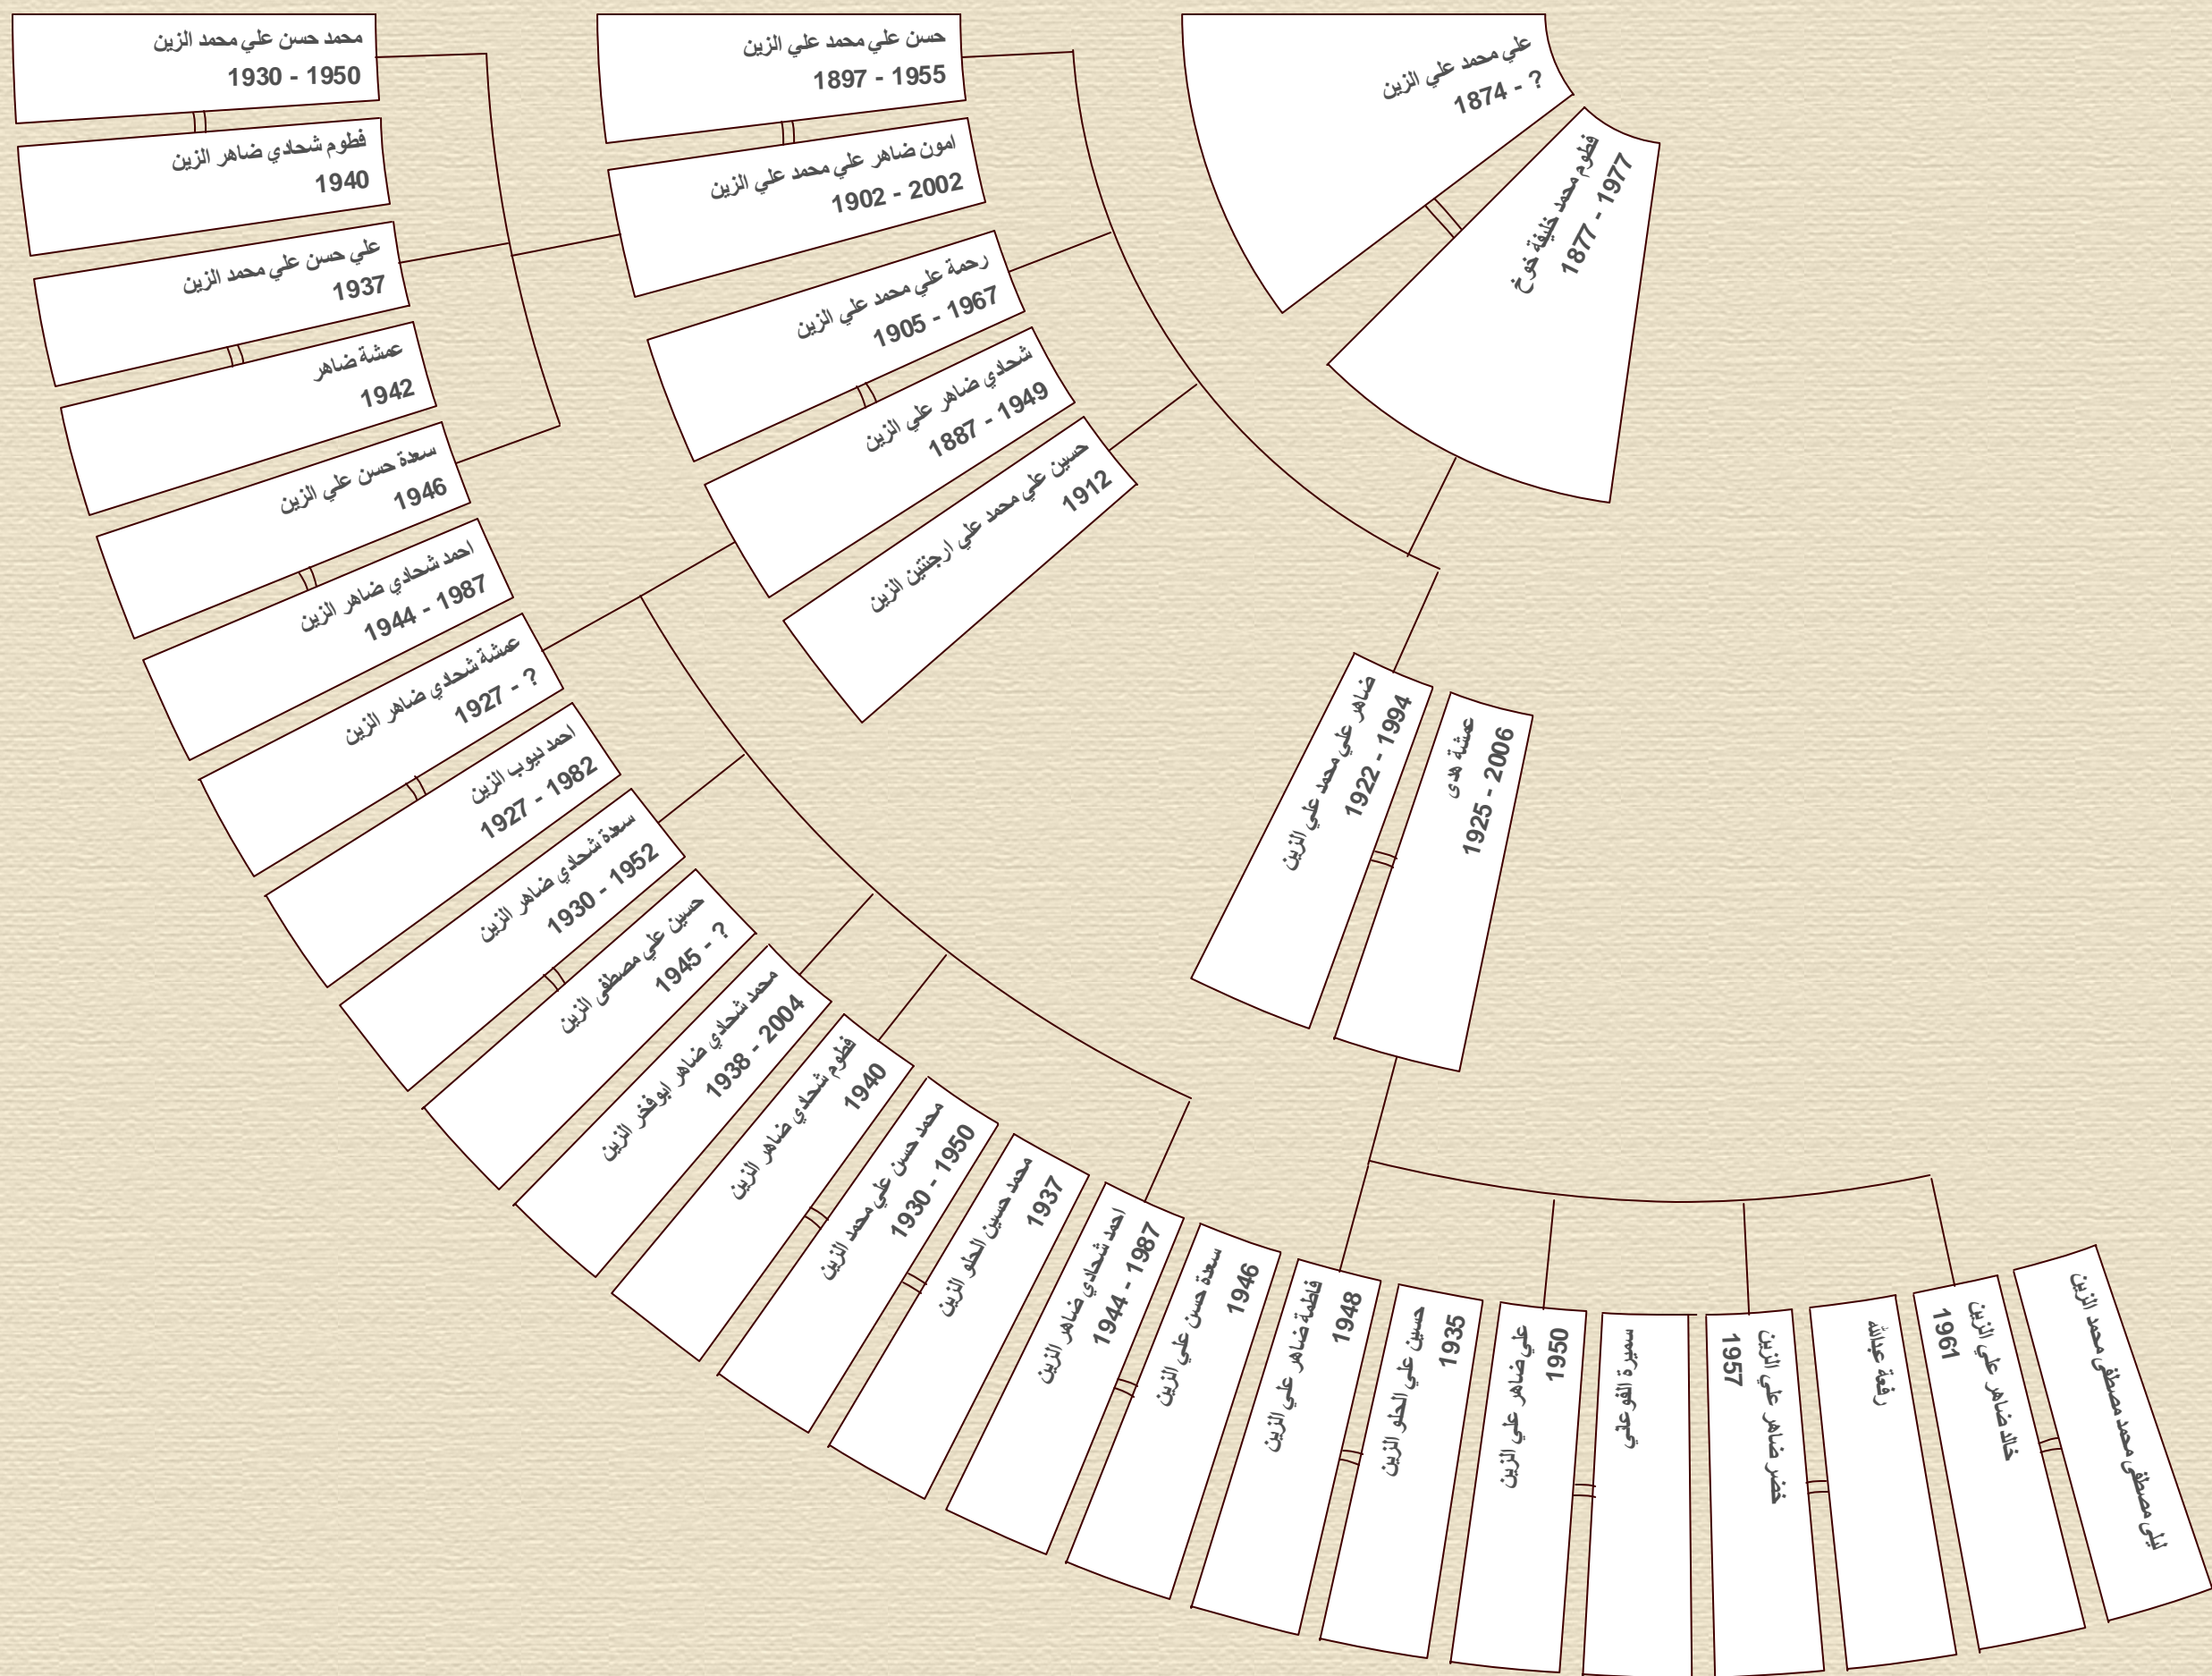 علي محمد علي الزين
1874 - ?
فطوم محمد خليفة خوخ
1877 - 1977
حسن علي محمد علي الزين
1897 - 1955
امون ضاهر علي محمد علي الزين
1902 - 2002
رحمة علي محمد علي الزين
1905 - 1967
شحادي ضاهر علي الزين
1887 - 1949
حسين علي محمد علي ارجنتين الزين
1912
ضاهر علي محمد علي الزين
1922 - 1994
عمشة هدى
1925 - 2006
محمد حسن علي محمد الزين
1930 - 1950
فطوم شحادي ضاهر الزين
1940
علي حسن علي محمد الزين
1937
عمشة ضاهر
1942
سعدة حسن علي الزين
1946
احمد شحادي ضاهر الزين
1944 - 1987
عمشة شحادي ضاهر الزين
1927 - ?
احمد بيوب الزين
1927 - 1982
سعدة شحادي ضاهر الزين
1930 - 1952
حسين علي مصطفى الزين
1945 - ?
محمد شحادي ضاهر ابوفخر الزين
1938 - 2004
فطوم شحادي ضاهر الزين
1940
محمد حسن علي محمد الزين
1930 - 1950
محمد حسين الحلو الزين
1937
احمد شحادي ضاهر الزين
1944 - 1987
سعدة حسن علي الزين
1946
فاطمة ضاهر علي الزين
1948
حسين علي الحلو الزين
1935
علي ضاهر علي الزين
1950
سميرة الفوعلي
خضر ضاهر علي الزين
1957
رفعة عبدالله
خالد ضاهر علي الزين
1961
ليلى مصطفى محمد مصطفى محمد الزين